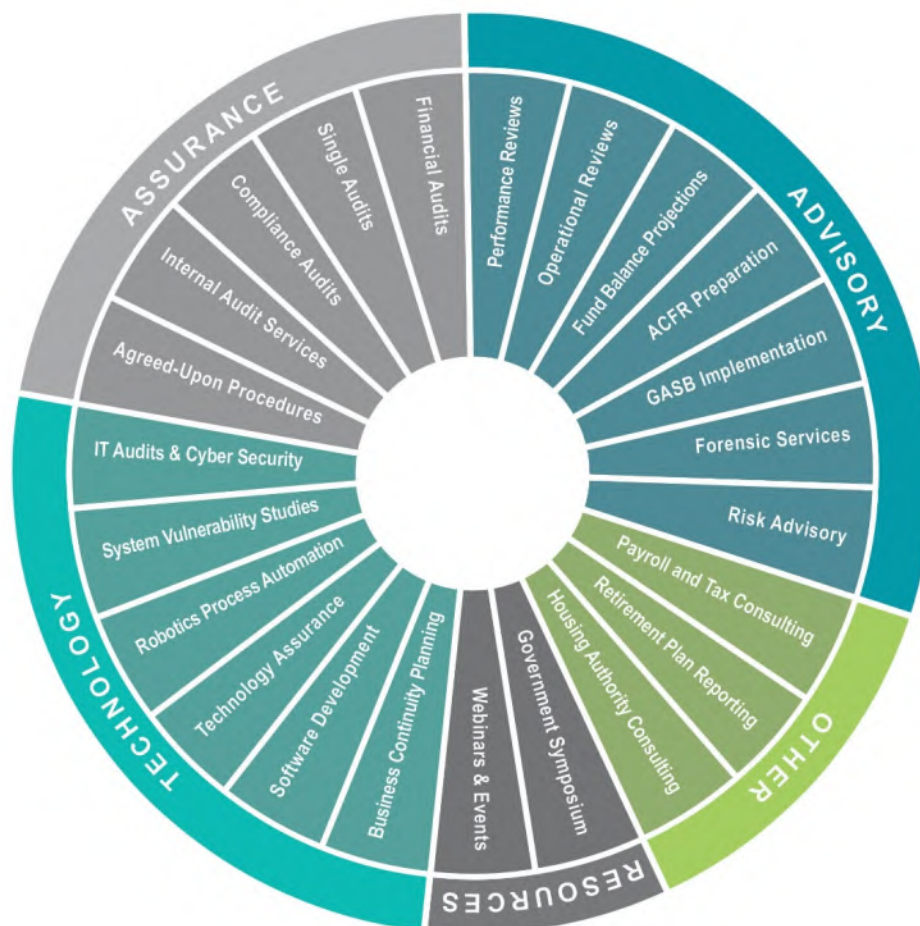 ASSURANCE
Financial Audits
Single Audits
Compliance Audits
Internal Audit Services
Agreed-Upon Procedures
ADVISORY
Performance Reviews
Operational Reviews
Fund Balance Projections
ACFR Preparation
GASB Implementation
Forensic Services
Risk Advisory
OTHER
Payroll and Tax Consulting
Retirement Plan Reporting
Housing Authority Consulting
RESOURCES
Government Symposium
Webinars & Events
TECHNOLOGY
Business Continuity Planning
Software Development
Technology Assurance
Robotics Process Automation
System Vulnerability Studies
IT Audits & Cyber Security